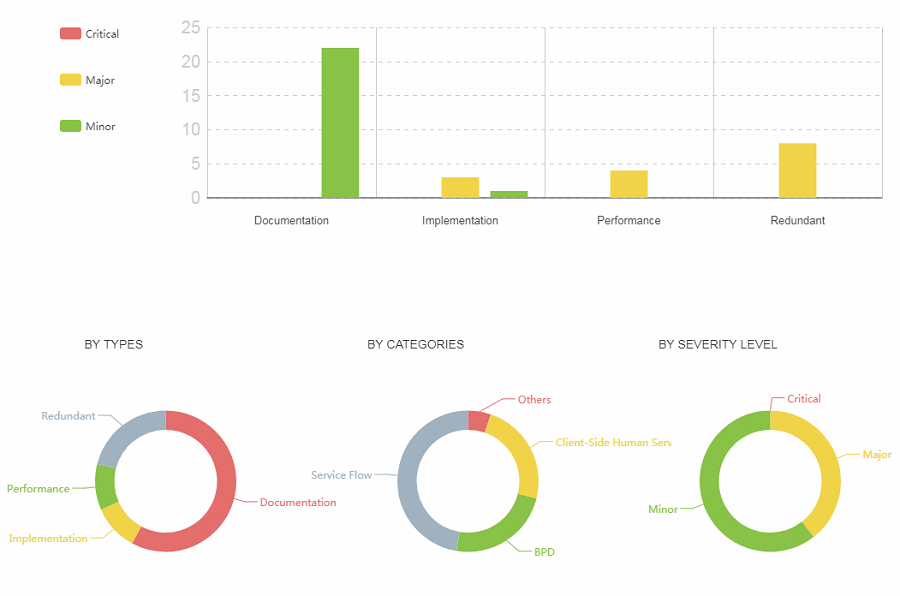 Critical
Major
Minor
25
20
15
10
5
0
Documentation
Implementation
Performance
Redundant
BY TYPES
BY CATEGORIES
BY SEVERITY LEVEL
Redundant
Performance
Implementation
Documentation
Others
Client-Side Human Serv
Service Flow
BPD
Critical
Major
Minor